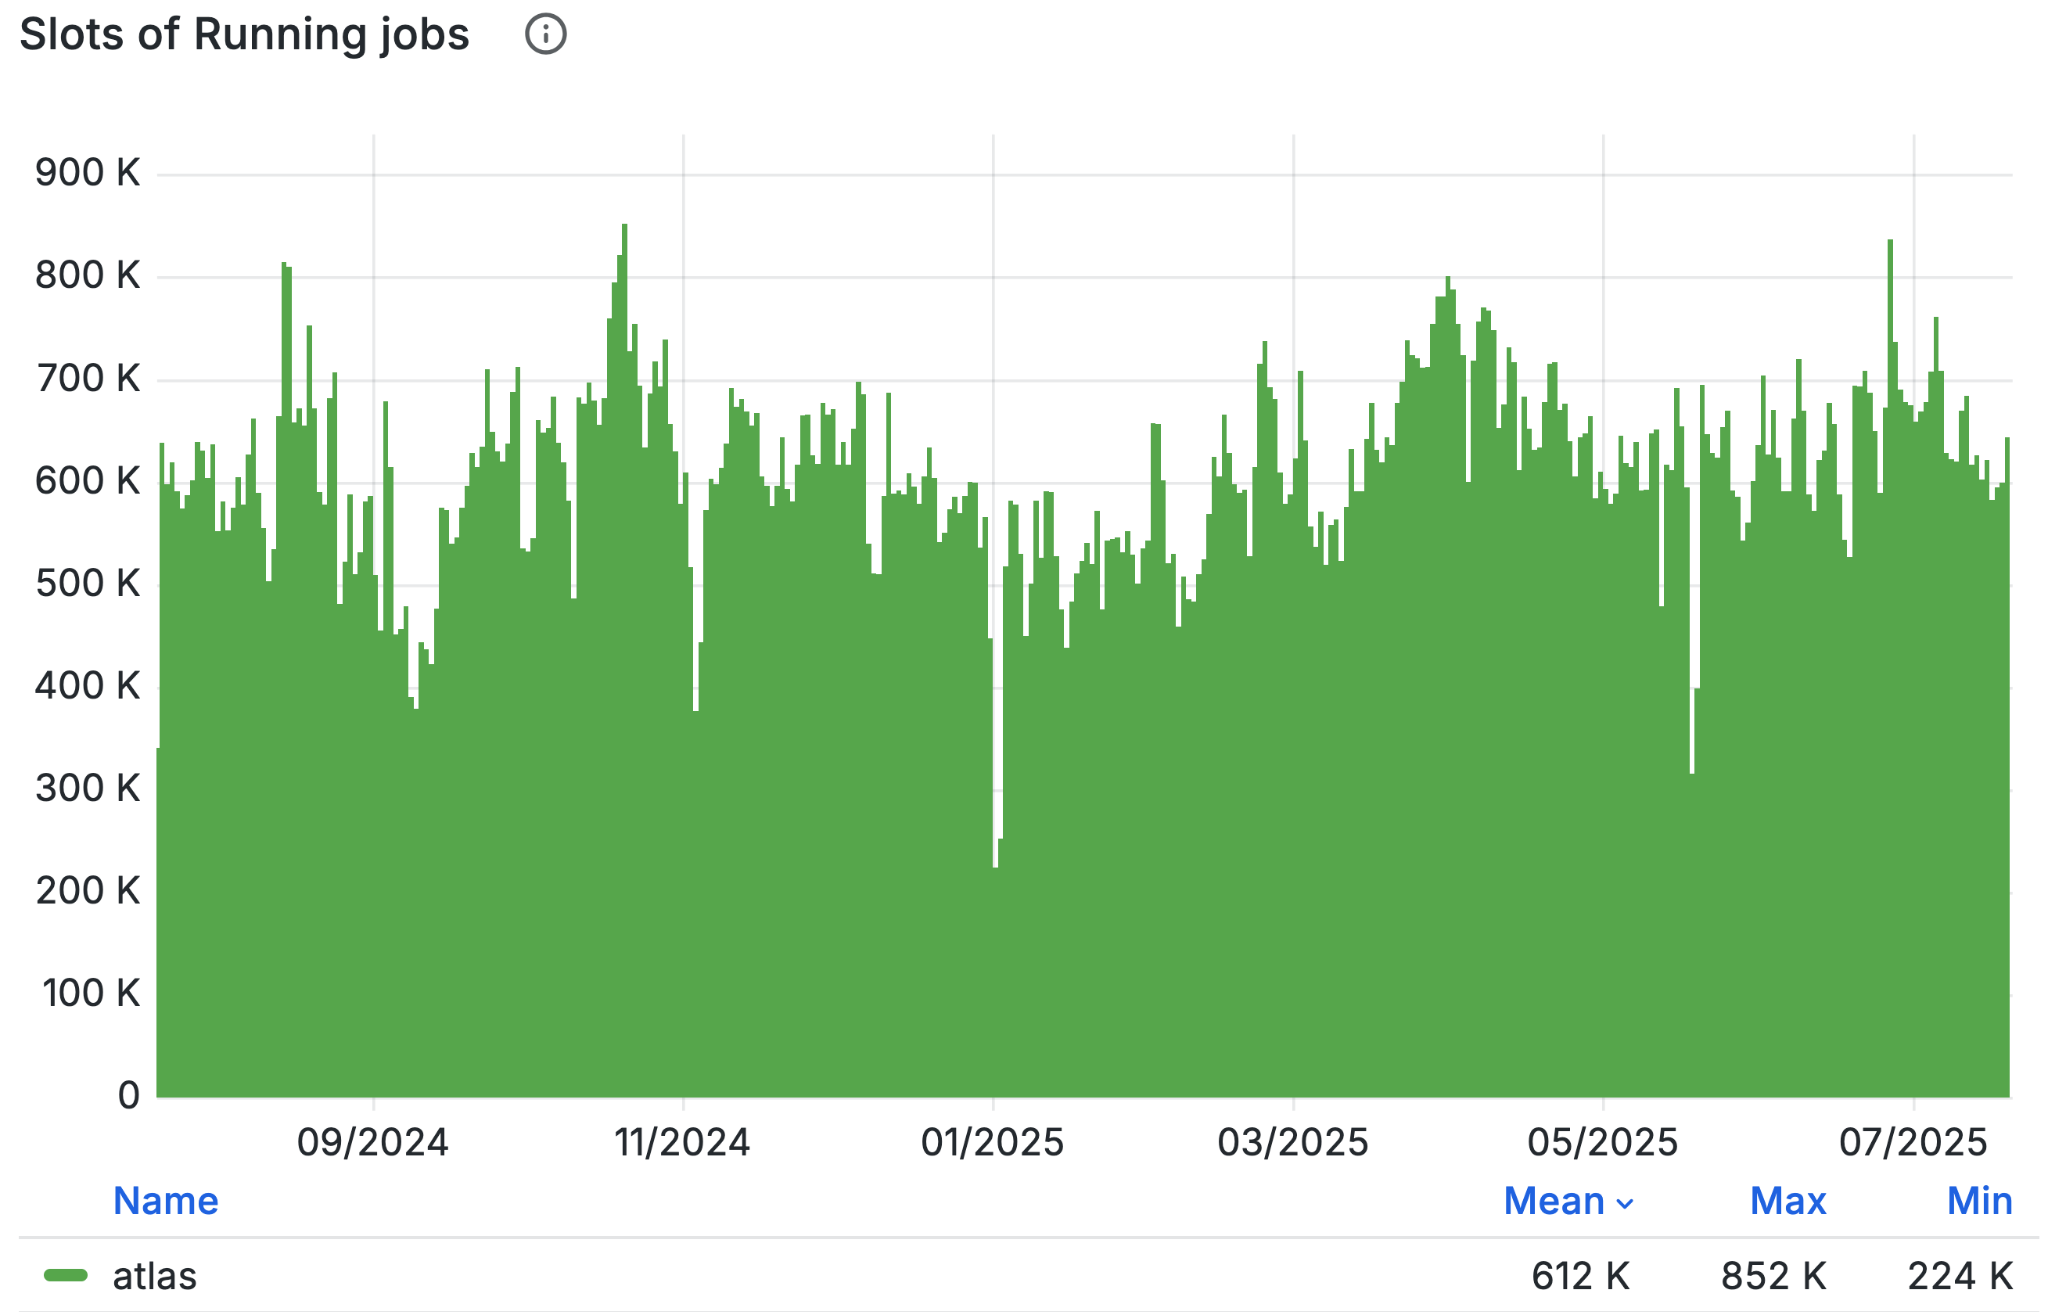 Slots of Running jobs
900 K
800 K
700 K
600 K
500 K
400 K
300 K
200 K
100 K
0
09/2024 11/2024 01/2025 03/2025 05/2025 07/2025
Name Mean Max Min
atlas 612 K 852 K 224 K